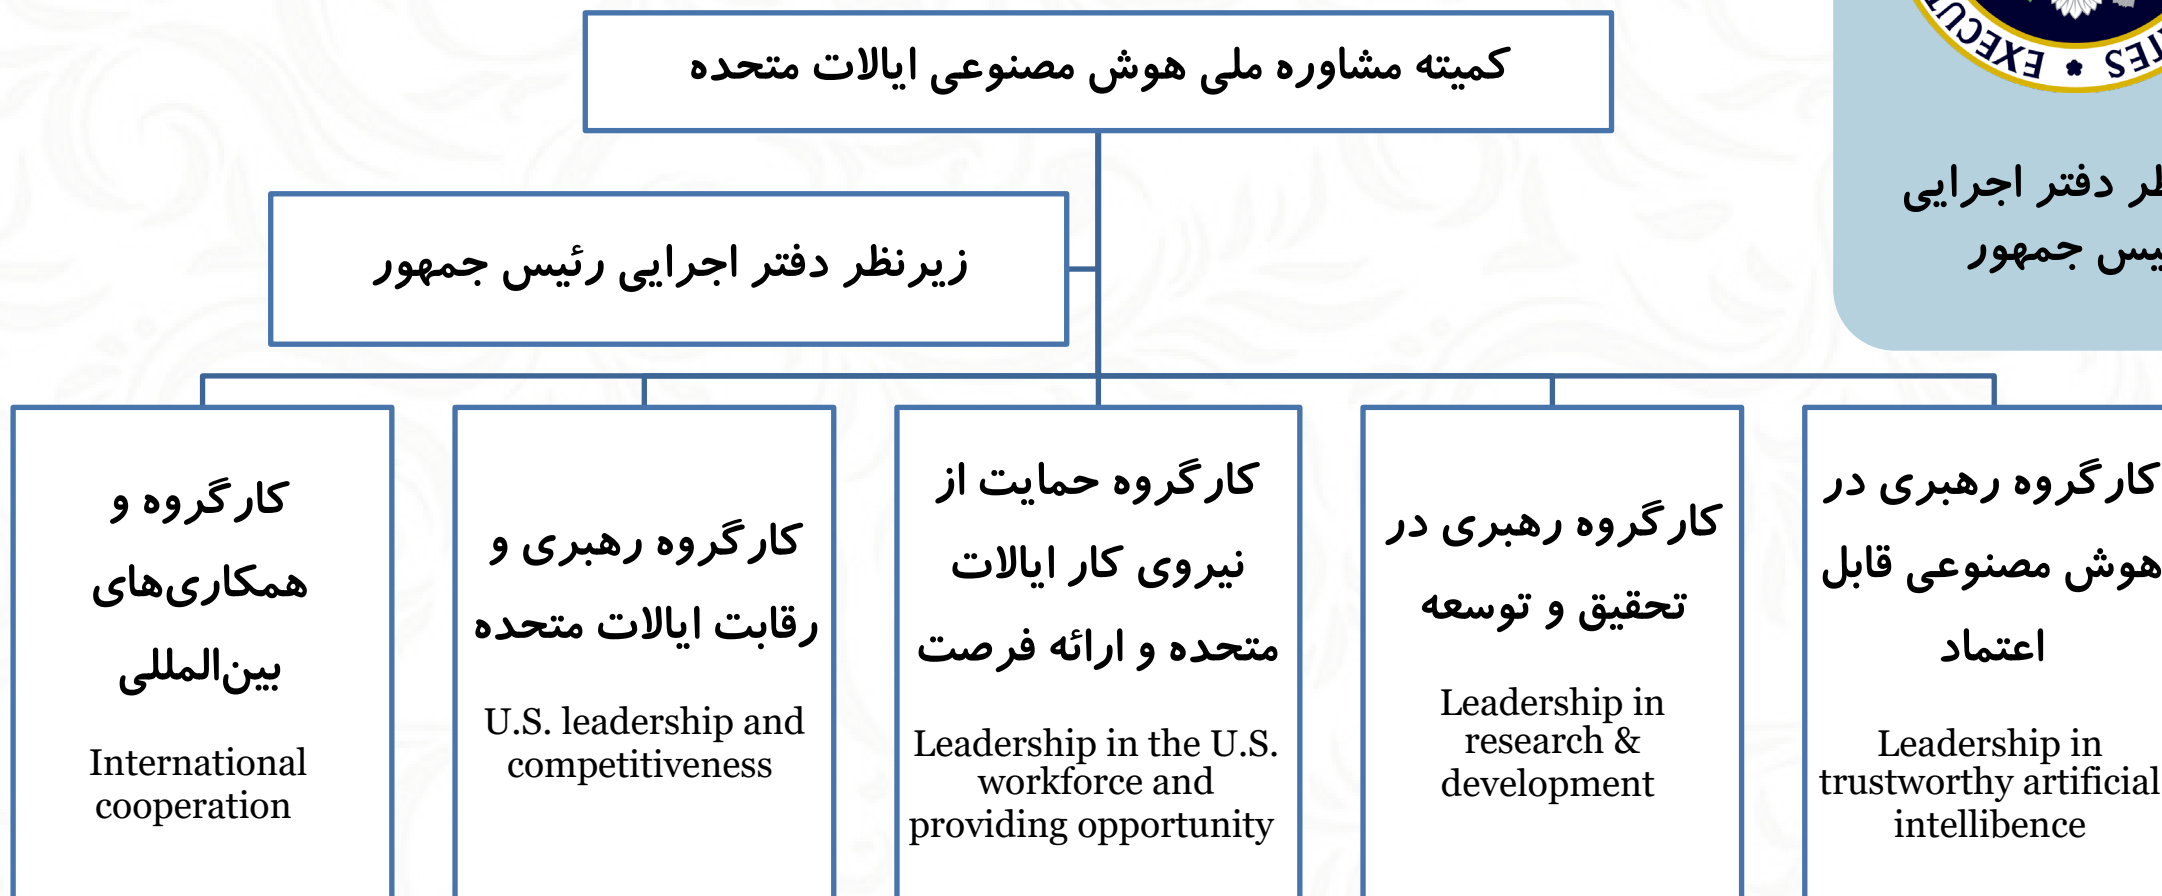 کمیته مشاوره ملی هوش مصنوعی ایالات متحده
دفتر اجرایی
جمهور
زیرنظر دفتر اجرایی رئیس جمهور
کارگروه رهبری در
هوش مصنوعی قابل
اعتماد
Leadership in
trustworthy artificial
intellibence
کارگروه رهبری در
تحقیق و توسعه
Leadership in
research &
development
کارگروه حمایت از
نیروی کار ایالات
متحده و ارائه فرصت
Leadership in the U.S.
workforce and
providing opportunity
کارگروه رهبری و
رقابت ایالات متحده
U.S. leadership and
competitiveness
کارگروه و
همکاری‌های
بین‌المللی
International
cooperation